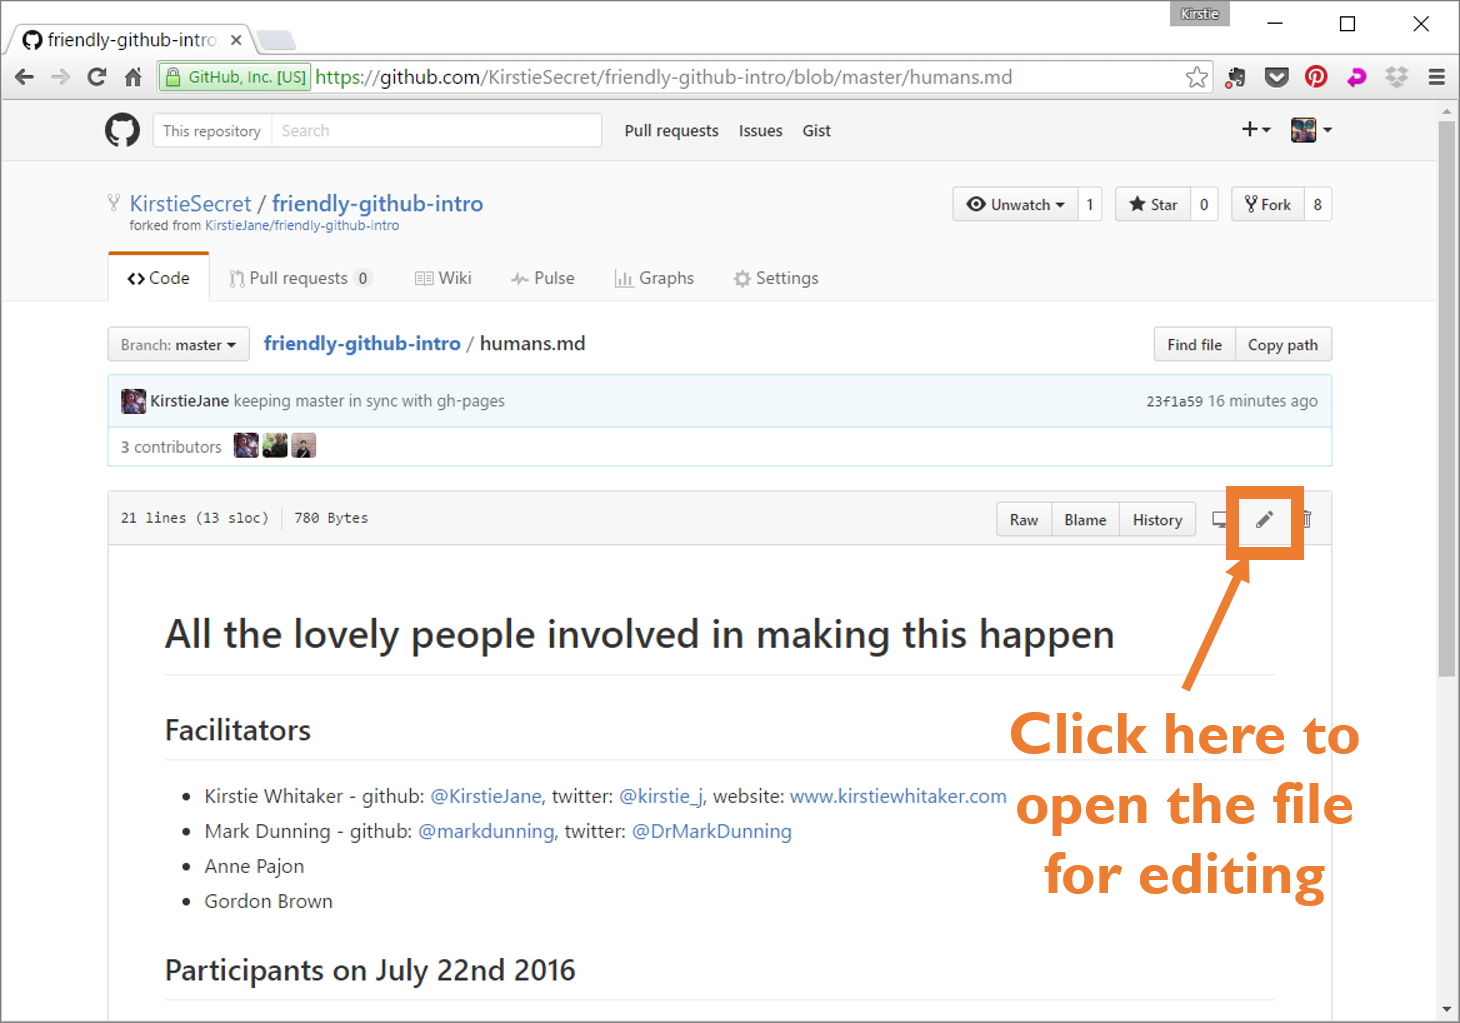 Kirstie
friendly-github-intro
GitHub, Inc. [US] https://github.com/KirstieSecret/friendly-github-intro/blob/master/humans.md
This repository Search Pull requests Issues Gist
KirstieSecret / friendly-github-intro
Unwatch 1 Star 0 Fork 8
forked from KirstieJane/friendly-github-intro
Code Pull requests 0 Wiki Pulse Graphs Settings
Branch: master friendly-github-intro / humans.md Find file Copy path
KirstieJane keeping master in sync with gh-pages 23f1a59 16 minutes ago
3 contributors
21 lines (13 sloc) 780 Bytes Raw Blame History
All the lovely people involved in making this happen
Facilitators
Kirstie Whitaker - github: @KirstieJane, twitter: @kirstie_j, website: www.kirstiewhitaker.com
Mark Dunning - github: @markdunning, twitter: @DrMarkDunning
Anne Pajon
Gordon Brown
Participants on July 22nd 2016
Click here to
open the file
for editing